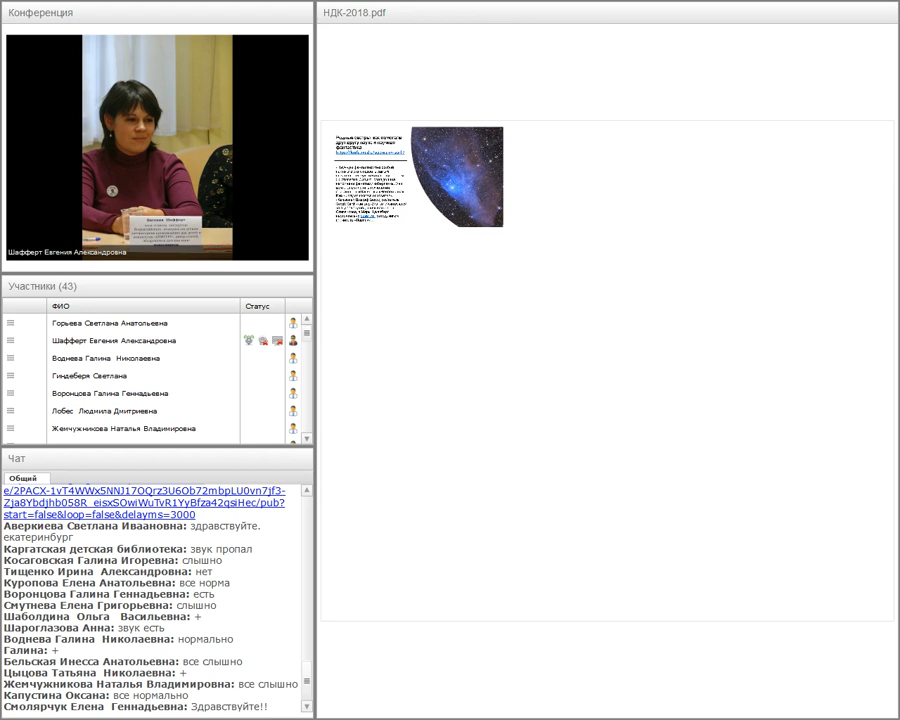 Конференция
Шафферт Евгения Александровна
Участники (43)
ФИО
Статус
Горьева Светлана Анатольевна
Шафферт Евгения Александровна
Воднева Галина Николаевна
Гиндеберя Светлана
Воронцова Галина Геннадьевна
Лобес Людмила Дмитриевна
Жемчужникова Наталья Владимировна
Чат
Общий
e/2PACX-1vT4WWx5NNJ17OQrz3U6Ob72mbpLU0vn7jf3-
Zja8Ybdjhb058R_eisxSOwiWuTvR1YyBfza42qsiHec/pub?
start=false&loop=false&delayms=3000
Аверкиева Светлана Иваановна: здравствуйте.
екатеринбург
Каргатская детская библиотека: звук пропал
Косаговская Галина Игоревна: слышно
Тищенко Ирина Александровна: нет
Куропова Елена Анатольевна: все норма
Воронцова Галина Геннадьевна: есть
Смутнева Елена Григорьевна: слышно
Шаболдина Ольга Васильевна: +
Шароглазова Анна: звук есть
Воднева Галина Николаевна: нормально
Галина: +
Бельская Инесса Анатольевна: все слышно
Цыцова Татьяна Николаевна: +
Жемчужникова Наталья Владимировна: все слышно
Капустина Оксана: все нормально
Смолярчук Елена Геннадьевна: Здравствуйте!!
НДК-2018.pdf